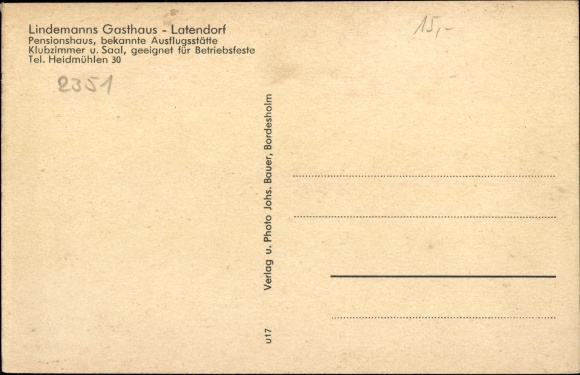 Lindemanns Gasthaus - Latendorf
Pensionshaus, bekannte Ausflugsstätte
Klubzimmer u. Saal, geeignet für Betriebsfeste
Tel. Heidmühlen 30
2351
15,-
Verlag u. Photo Johs. Bauer, Bordesholm
u17